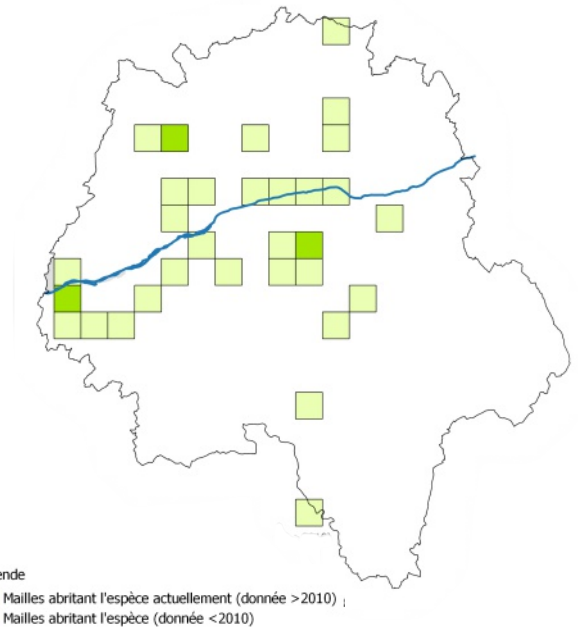 ende
Mailles abritant l'espèce actuellement (donnée >2010)
Mailles abritant l'espèce (donnée <2010)